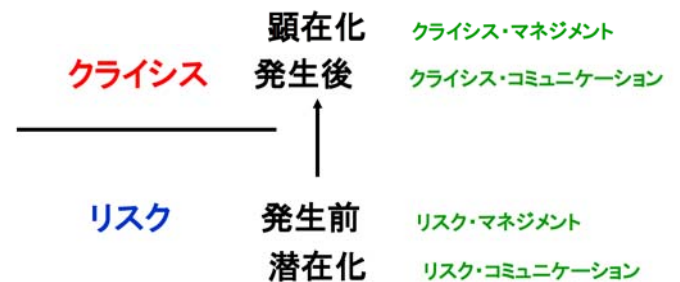 顕在化 クライシス・マネジメント
クライシス 発生後 クライシス・コミュニケーション
リスク 発生前 リスク・マネジメント
潜在化 リスク・コミュニケーション